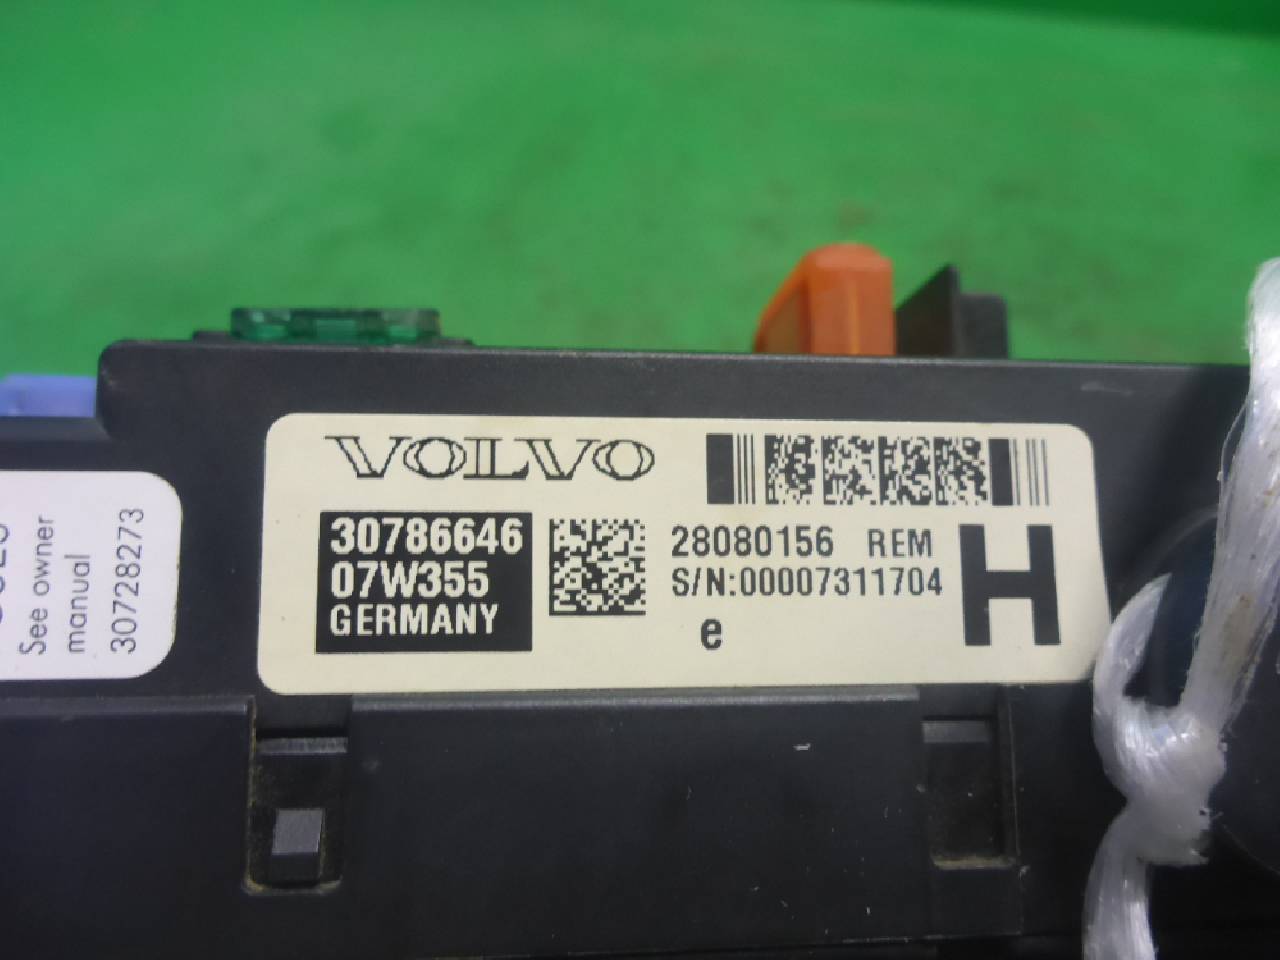 VOLVO
30786646
07W355
GERMANY
28080156 REM
S/N:00007311704
e
H
See owner
manual
30728273